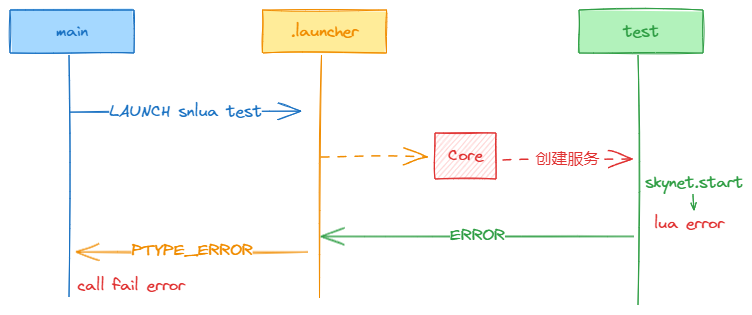 main
.launcher
test
LAUNCH snlua test
Core
创建服务
skynet.start
lua error
ERROR
PTYPE_ERROR
call fail error